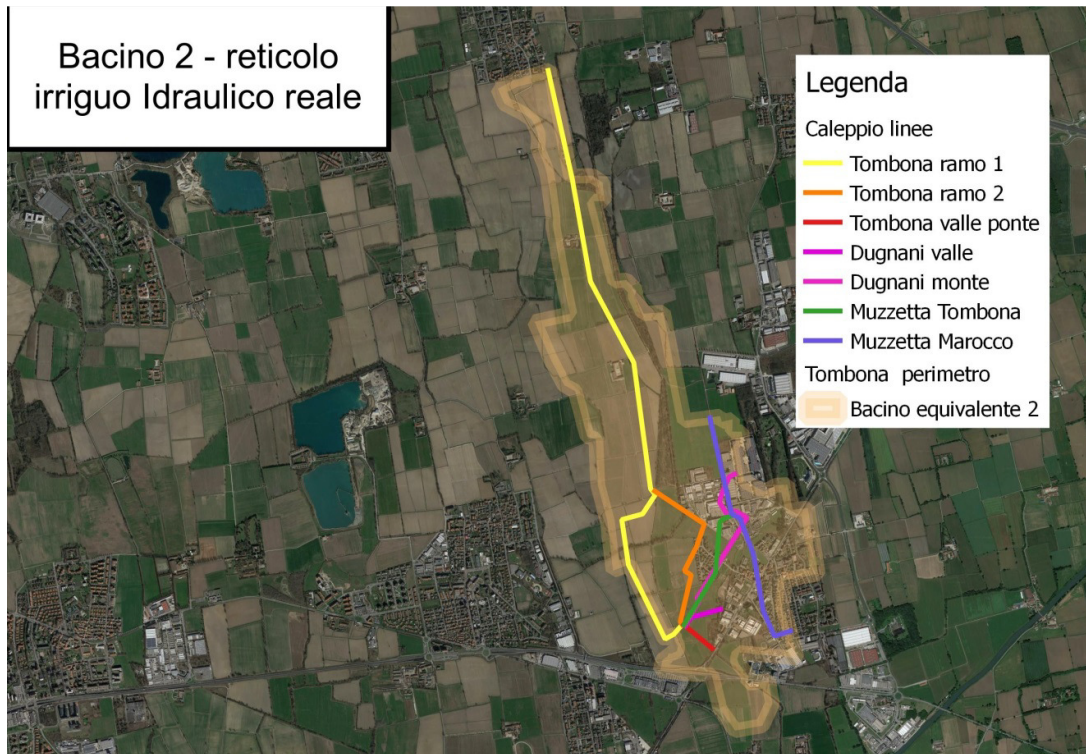 Bacino 2 - reticolo
irriguo Idraulico reale
Legenda
Caleppio linee
Tombona ramo 1
Tombona ramo 2
Tombona valle ponte
Dugnani valle
Dugnani monte
Muzzetta Tombona
Muzzetta Marocco
Tombona perimetro
Bacino equivalente 2